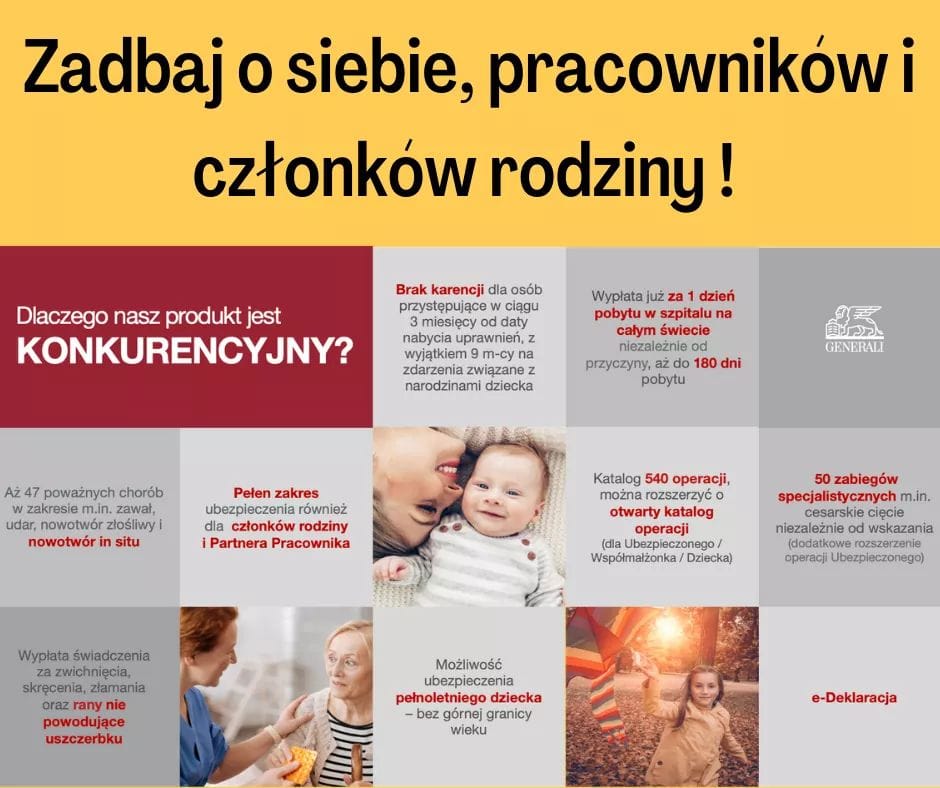 Zadbaj o siebie, pracowników i
członków rodziny !
Dlaczego nasz produkt jest
KONKURENCYJNY?
Brak karencji dla osób
przystępujące w ciągu
3 miesięcy od daty
nabycia uprawnień, z
wyjątkiem 9 m-cy na
zdarzenia związane z
narodzinami dziecka
Wypłata już za 1 dzień
pobytu w szpitalu na
całym świecie
niezależnie od
przyczyny, aż do 180 dni
pobytu
GENERALI
Aż 47 poważnych chorób
w zakresie m.in. zawał,
udar, nowotwór złośliwy i
nowotwór in situ
Pełen zakres
ubezpieczenia również
dla członków rodziny
i Partnera Pracownika
Katalog 540 operacji,
można rozszerzyć o
otwarty katalog
operacji
(dla Ubezpieczonego /
Współmałżonka / Dziecka)
50 zabiegów
specjalistycznych m.in.
cesarskie cięcie
niezależnie od wskazania
(dodatkowe rozszerzenie
operacji Ubezpieczonego)
Wypłata świadczenia
za zwichnięcia,
skręcenia, złamania
oraz rany nie
powodujące
uszczerbku
Możliwość
ubezpieczenia
pełnoletniego dziecka
– bez górnej granicy
wieku
e-Deklaracja